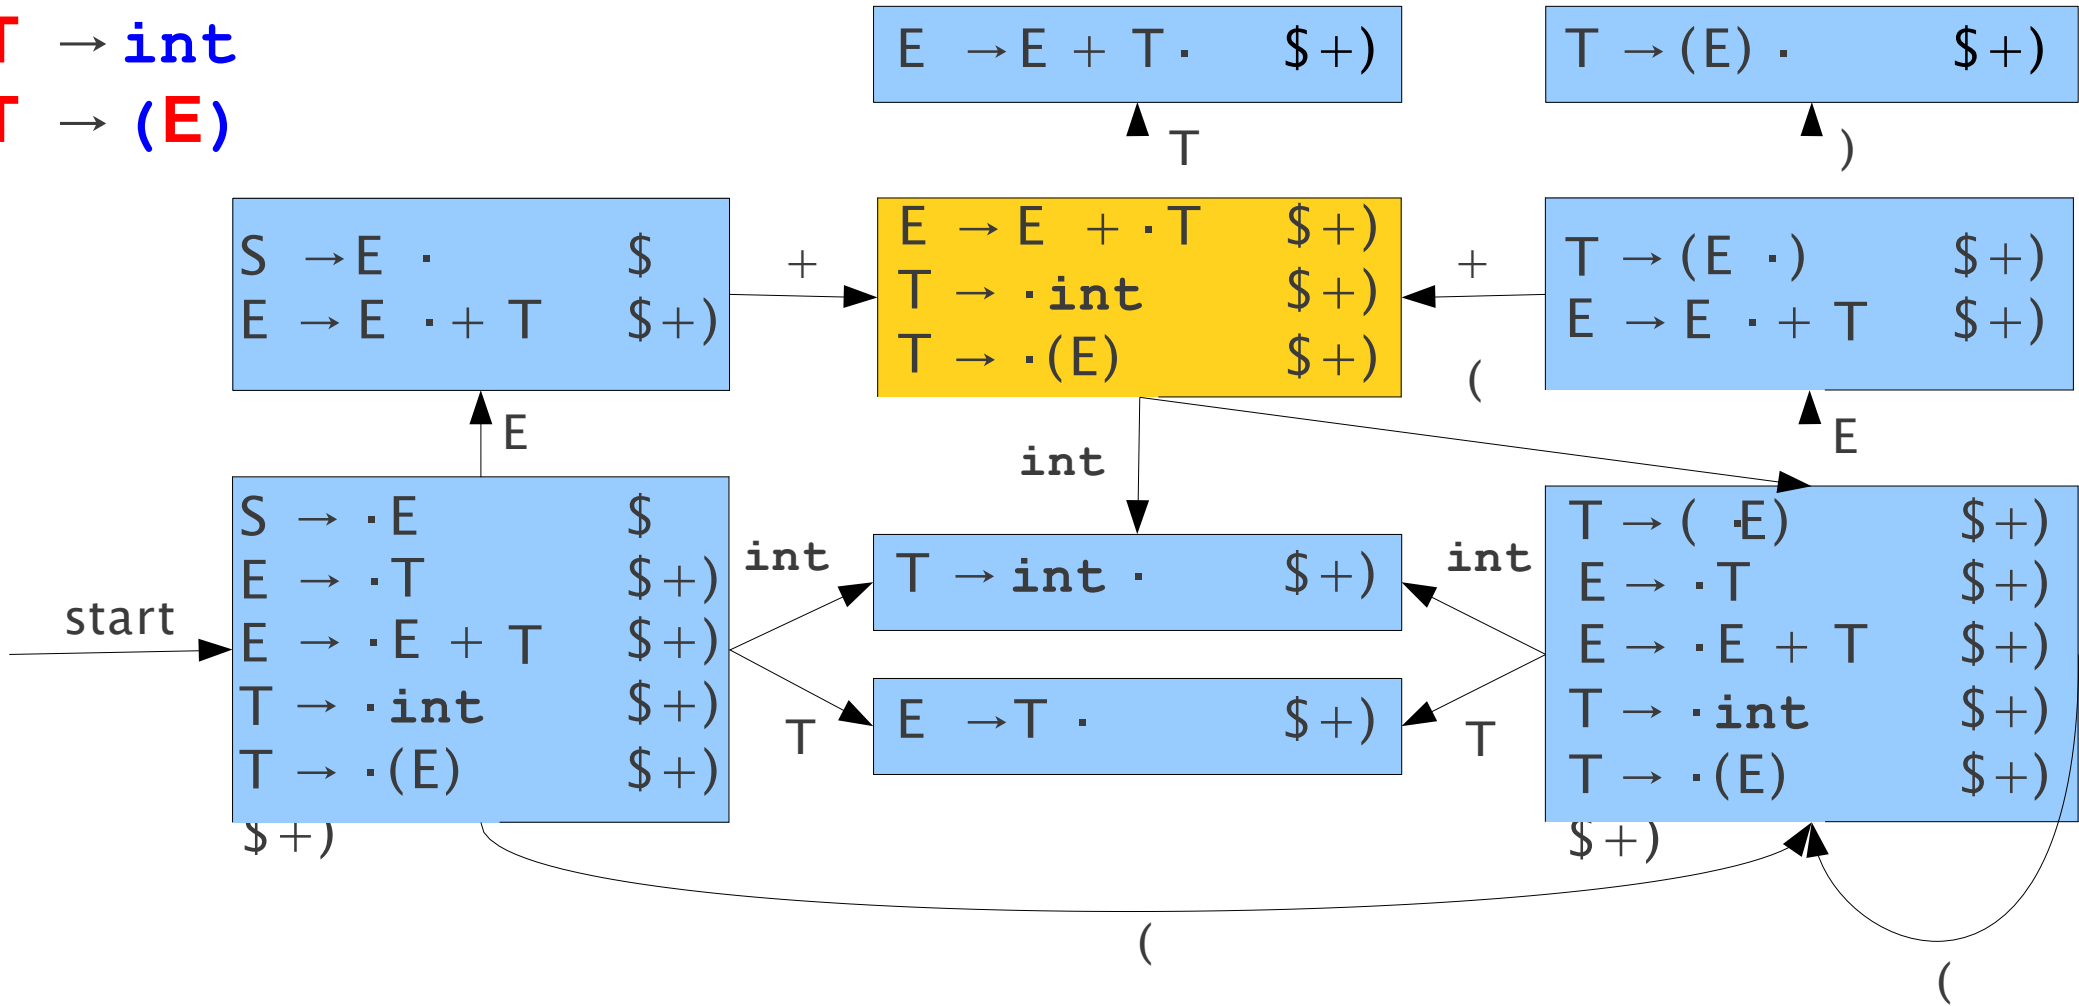 T → int
T → (E)
E → E + T · $+)
T → (E) · $+)
T
)
S → E · $
E → E · + T $+)
+
E → E + · T $+)
T → · int $+)
T → · (E) $+)
+
T → (E · ) $+)
E → E · + T $+)
(
E
int
E
start
S → · E $
E → · T $+)
E → · E + T $+)
T → · int $+)
T → · (E) $+)
$+)
int
T → int · $+)
int
T
E → T · $+)
T
T → ( · E) $+)
E → · T $+)
E → · E + T $+)
T → · int $+)
T → · (E) $+)
$+)
(
(